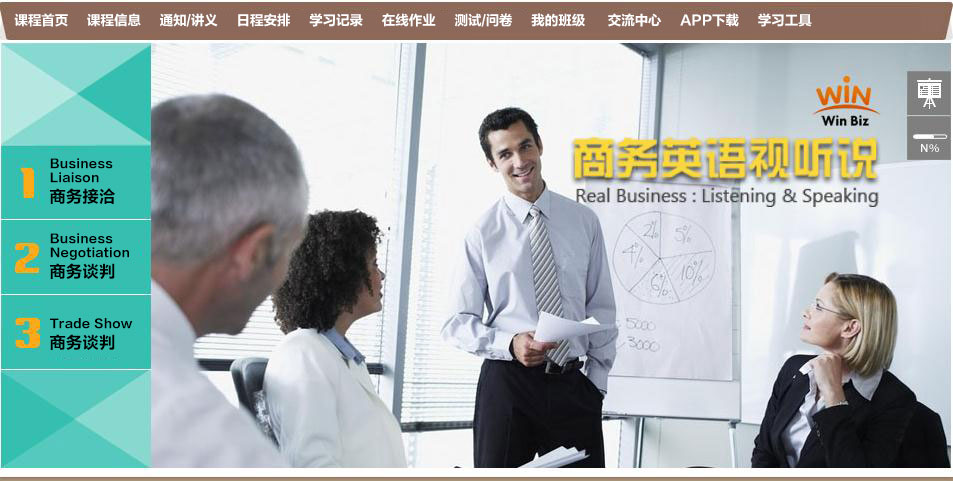 课程首页 课程信息 通知/讲义 日程安排 学习记录 在线作业 测试/问卷 我的班级 交流中心 APP下载 学习工具
WiN
Win Biz
商务英语视听说
Real Business : Listening & Speaking
N%
1
Business
Liaison
商务接洽
2
Business
Negotiation
商务谈判
3
Trade Show
商务谈判
2%
5%
4%
10%
6%
5000
3000